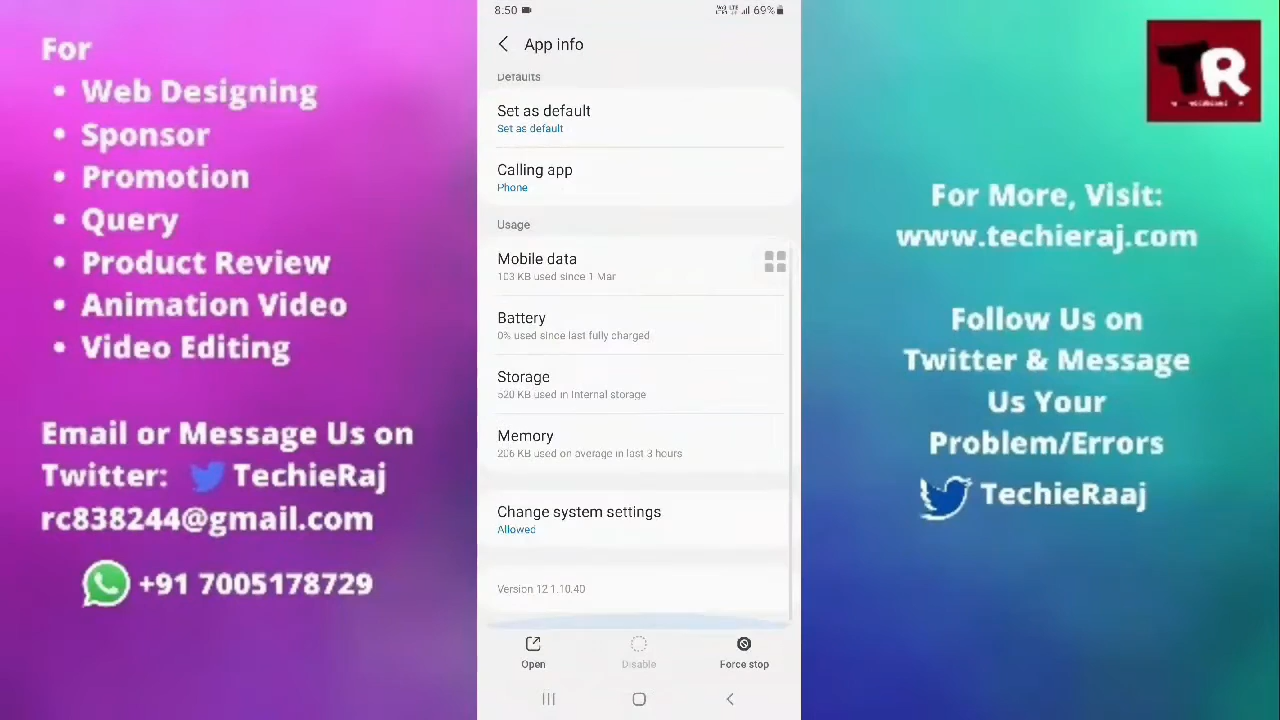 For
• Web Designing
• Sponsor
• Promotion
• Query
• Product Review
• Animation Video
• Video Editing
Email or Message Us on
Twitter: TechieRaj
rc838244@gmail.com
+91 7005178729
8:50
69%
App info
Defaults
Set as default
Set as default
Calling app
Phone
Usage
Mobile data
103 KB used since 1 Mar
Battery
0% used since last fully charged
Storage
520 KB used in Internal storage
Memory
206 KB used on average in last 3 hours
Change system settings
Allowed
Version 12.1.10.40
Open
Disable
Force stop
TR
For More, Visit:
www.techieraj.com
Follow Us on
Twitter & Message
Us Your
Problem/Errors
TechieRaaj